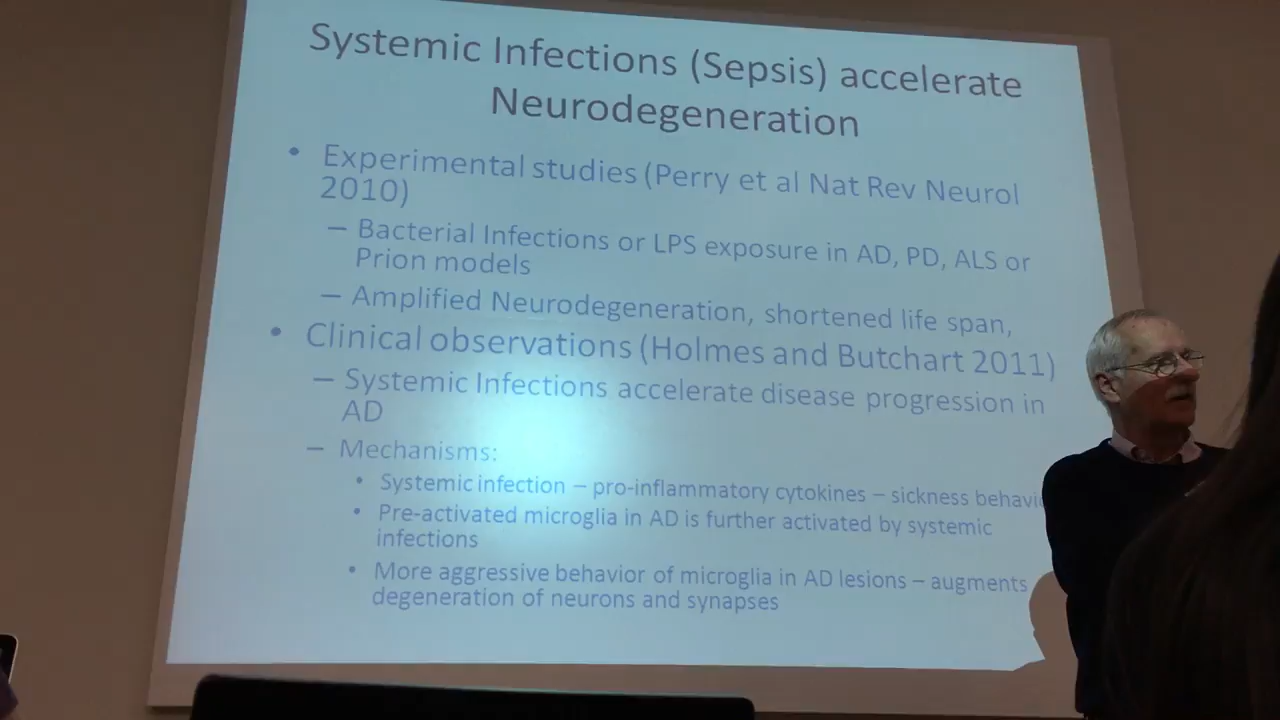 Systemic Infections (Sepsis) accelerate
Neurodegeneration
• Experimental studies (Perry et al Nat Rev Neurol
2010)
– Bacterial Infections or LPS exposure in AD, PD, ALS or
Prion models
– Amplified Neurodegeneration, shortened life span,
• Clinical observations (Holmes and Butchart 2011)
– Systemic Infections accelerate disease progression in
AD
– Mechanisms:
• Systemic infection – pro-inflammatory cytokines – sickness behavio
• Pre-activated microglia in AD is further activated by systemic
infections
• More aggressive behavior of microglia in AD lesions – augments
degeneration of neurons and synapses